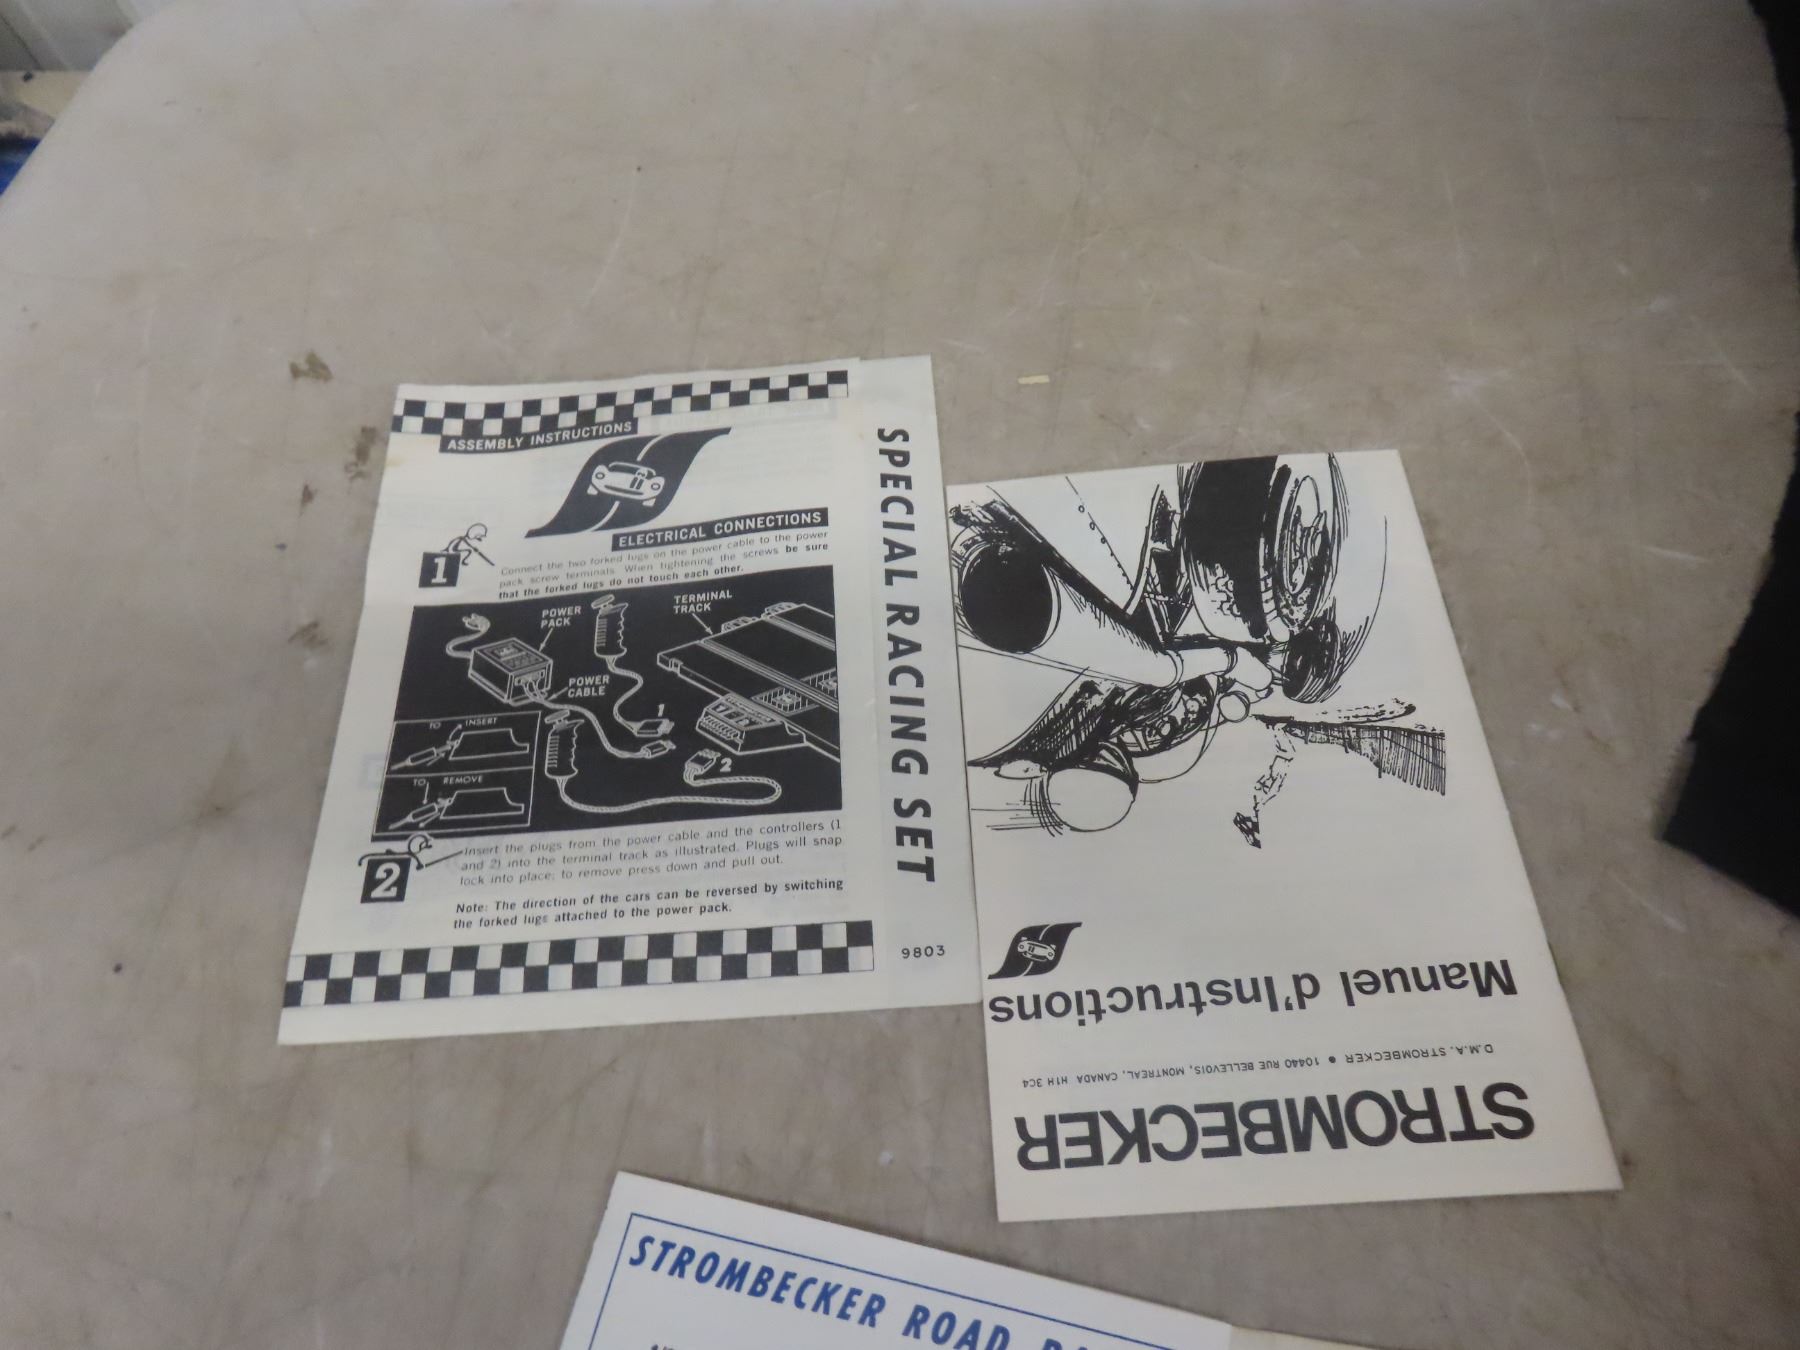 ASSEMBLY INSTRUCTIONS
ELECTRICAL CONNECTIONS
1
Connect the two forked lugs on the power cable to the power
pack screw terminals. When tightening the screws be sure
that the forked lugs do not touch each other.
POWER
PACK
TERMINAL
TRACK
POWER
CABLE
1
2
TO INSERT
TO REMOVE
2
Insert the plugs from the power cable and the controllers (1
and 2) into the terminal track as illustrated. Plugs will snap
lock into place; to remove press down and pull out.
Note: The direction of the cars can be reversed by switching
the forked lugs attached to the power pack.
SPECIAL RACING SET
9803
STROMBECKER
D.M.A. STROMBECKER • 10440 RUE BELLEVOIS, MONTREAL, CANADA H1H 3C4
Manuel d'Instructions
STROMBECKER ROAD